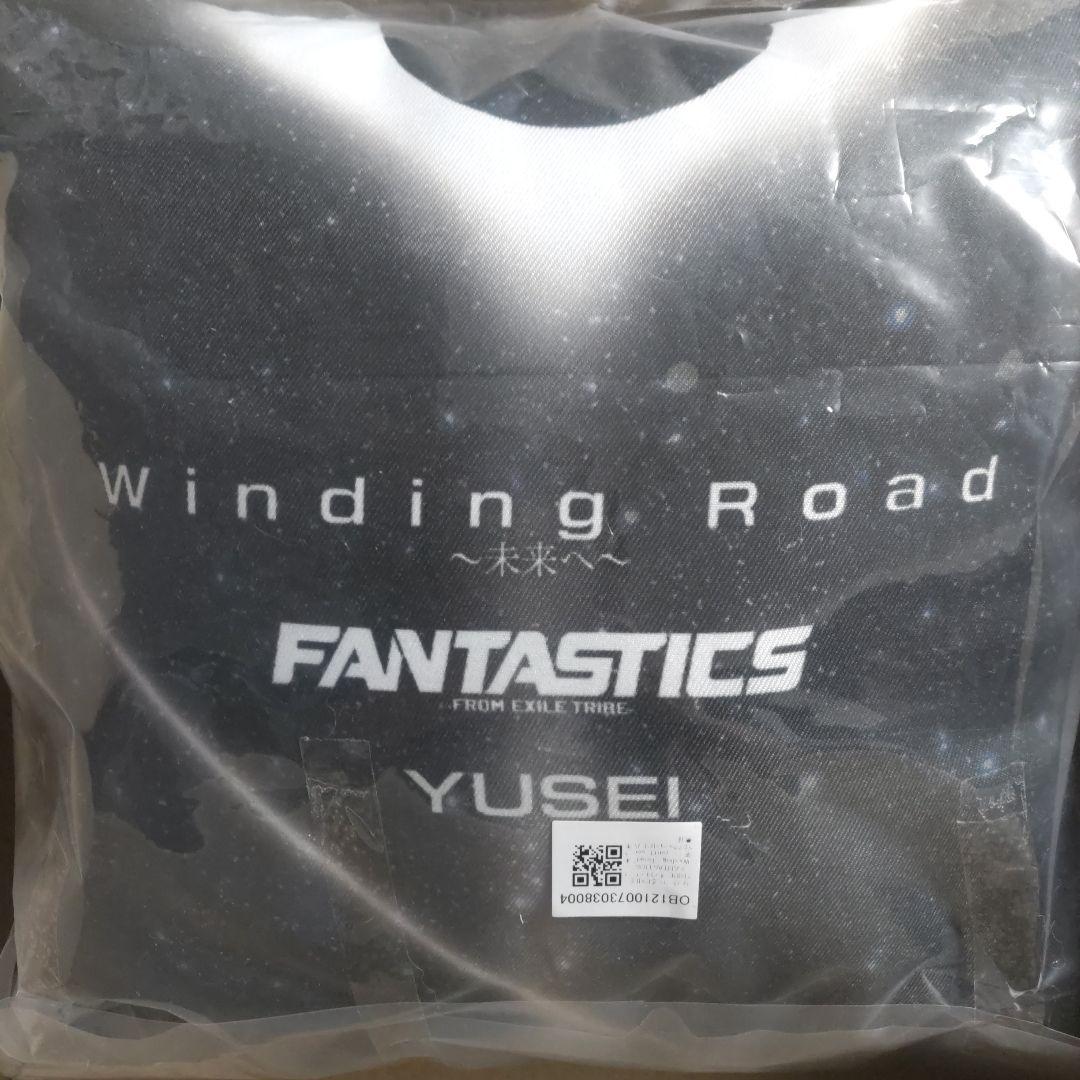 Winding Road
～未来へ～
FANTASTICS
FROM EXILE TRIBE
YUSEI
OB1210073038004